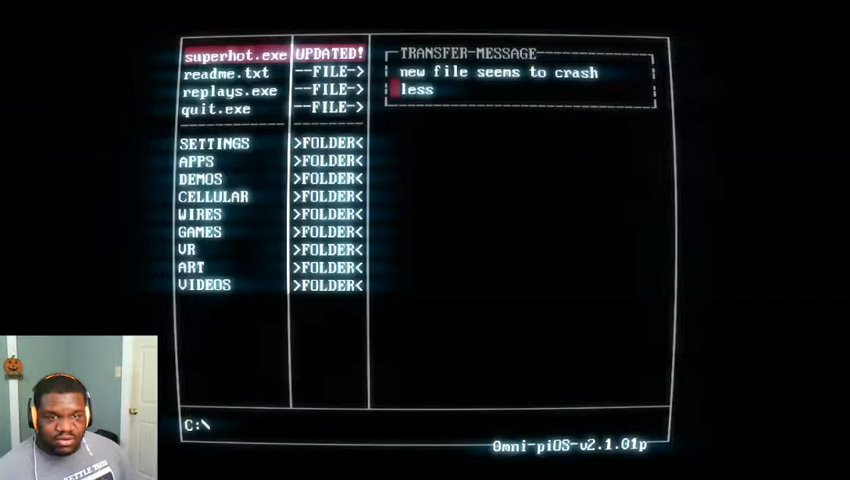 superhot.exe UPDATED!
readme.txt --FILE->
replays.exe --FILE->
quit.exe --FILE->
SETTINGS >FOLDER<
APPS >FOLDER<
DEMOS >FOLDER<
CELLULAR >FOLDER<
WIRES >FOLDER<
GAMES >FOLDER<
VR >FOLDER<
ART >FOLDER<
VIDEOS >FOLDER<
TRANSFER-MESSAGE
new file seems to crash
less
C:\
Omni-piOS-v2.1.01p